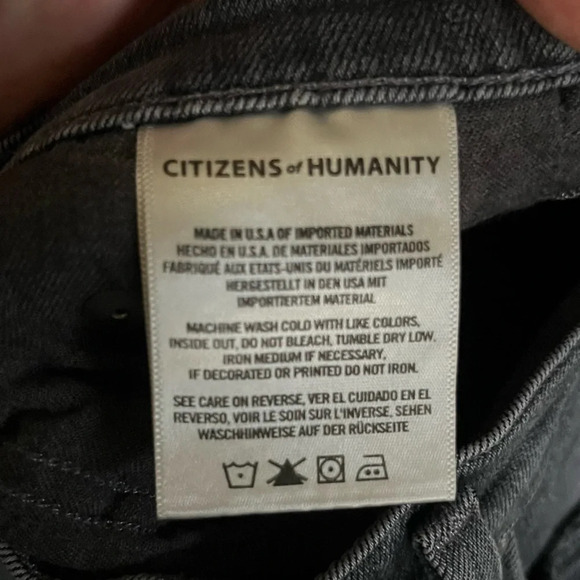 CITIZENS of HUMANITY
MADE IN U.S.A OF IMPORTED MATERIALS
HECHO EN U.S.A. DE MATERIALES IMPORTADOS
FABRIQUÉ AUX ETATS-UNIS DU MATÉRIELS IMPORTÉ
HERGESTELLT IN DEN USA MIT
IMPORTIERTEM MATERIAL
MACHINE WASH COLD WITH LIKE COLORS,
INSIDE OUT, DO NOT BLEACH, TUMBLE DRY LOW.
IRON MEDIUM IF NECESSARY,
IF DECORATED OR PRINTED DO NOT IRON.
SEE CARE ON REVERSE, VER EL CUIDADO EN EL
REVERSO, VOIR LE SOIN SUR L'INVERSE, SEHEN
WASCHHINWEISE AUF DER RÜCKSEITE